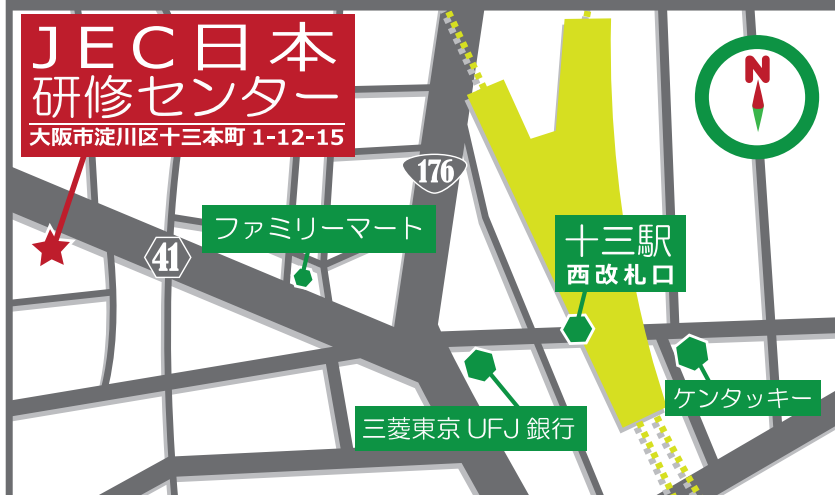 JEC日本
研修センター
大阪市淀川区十三本町 1-12-15
N
176
ファミリーマート
十三駅
西改札口
41
ケンタッキー
三菱東京 UFJ 銀行